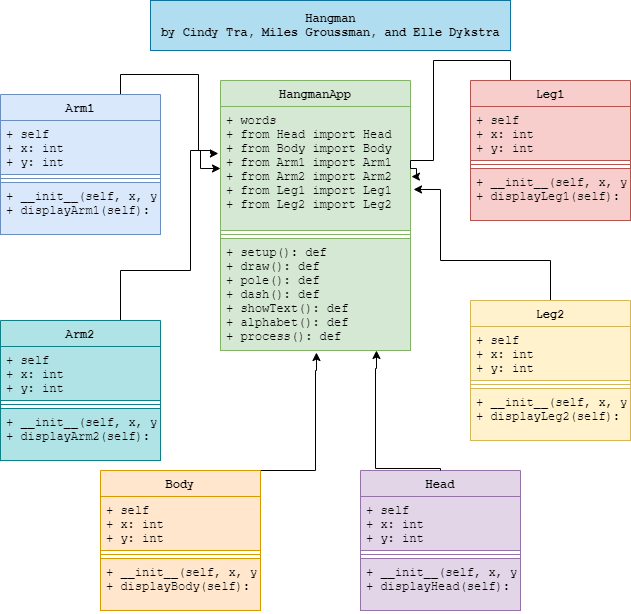 Hangman
by Cindy Tra, Miles Groussman, and Elle Dykstra
Arm1
+ self
+ x: int
+ y: int
+ __init__(self, x, y
+ displayArm1(self):
HangmanApp
+ words
+ from Head import Head
+ from Body import Body
+ from Arm1 import Arm1
+ from Arm2 import Arm2
+ from Leg1 import Leg1
+ from Leg2 import Leg2
+ setup(): def
+ draw(): def
+ pole(): def
+ dash(): def
+ showText(): def
+ alphabet(): def
+ process(): def
Leg1
+ self
+ x: int
+ y: int
+ __init__(self, x, y
+ displayLeg1(self):
Arm2
+ self
+ x: int
+ y: int
+ __init__(self, x, y
+ displayArm2(self):
Leg2
+ self
+ x: int
+ y: int
+ __init__(self, x, y
+ displayLeg2(self):
Body
+ self
+ x: int
+ y: int
+ __init__(self, x, y
+ displayBody(self):
Head
+ self
+ x: int
+ y: int
+ __init__(self, x, y
+ displayHead(self):